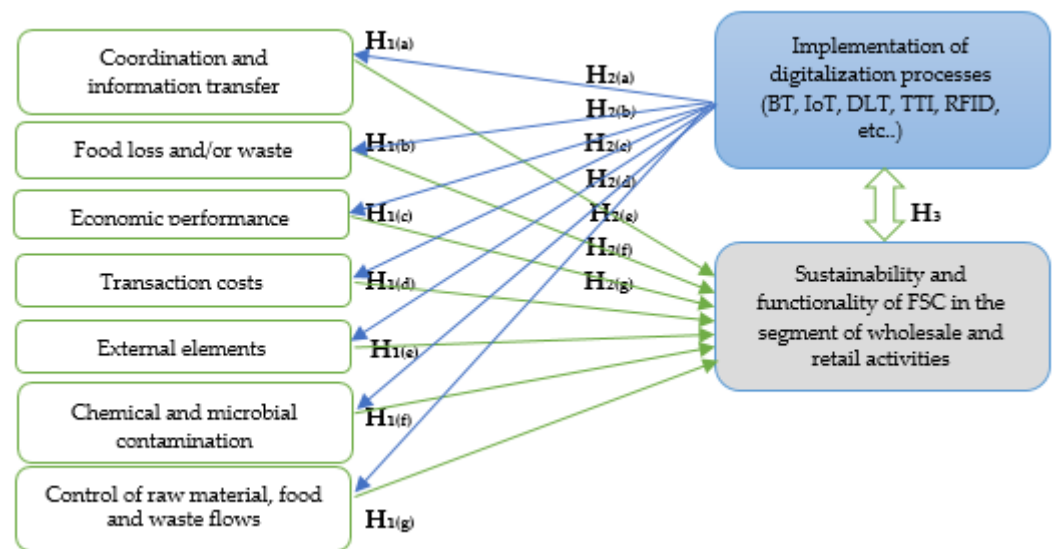 Coordination and
information transfer
Food loss and/or waste
Economic performance
Transaction costs
External elements
Chemical and microbial
contamination
Control of raw material, food
and waste flows
H1(a)
H1(b)
H1(c)
H1(d)
H1(e)
H1(f)
H1(g)
H2(a)
H2(b)
H2(c)
H2(d)
H2(e)
H2(f)
H2(g)
Implementation of
digitalization processes
(BT, IoT, DLT, TTI, RFID,
etc..)
H3
Sustainability and
functionality of FSC in the
segment of wholesale and
retail activities